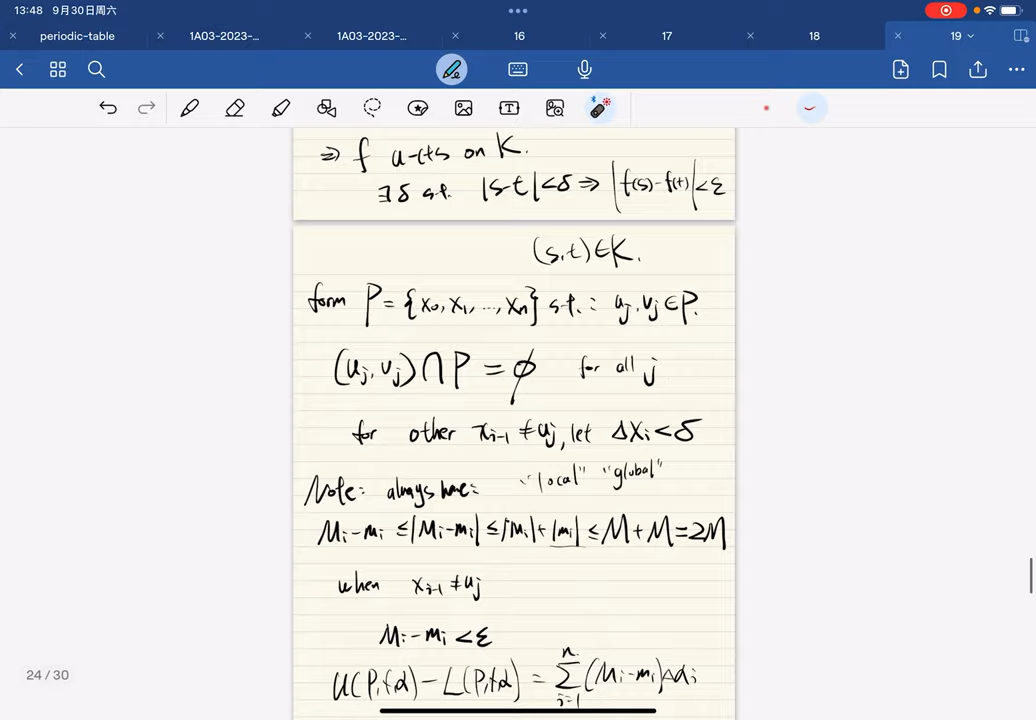 13:48 9月30日周六
periodic-table
1A03-2023-...
1A03-2023-...
16
17
18
19
⇒ f u-cts on K.
∃δ s.t. |s-t|<δ ⇒ |f(s)-f(t)|<ε
(s,t)∈K.
form P={x₀,x₁,...,xₙ} s.t.: uⱼ,vⱼ∈P.
(uⱼ,vⱼ)∩P=∅ for all j
for other xᵢ₋₁≠uⱼ, let Δxᵢ<δ
"local" "global"
Note: always have:
Mᵢ-mᵢ ≤|Mᵢ-mᵢ| ≤|Mᵢ|+|mᵢ| ≤M+M=2M
when xᵢ₋₁≠uⱼ
Mᵢ-mᵢ<ε
U(P,f,α)-L(P,f,α) = Σᵢ₌₁ⁿ (Mᵢ-mᵢ)Δαᵢ
24 / 30